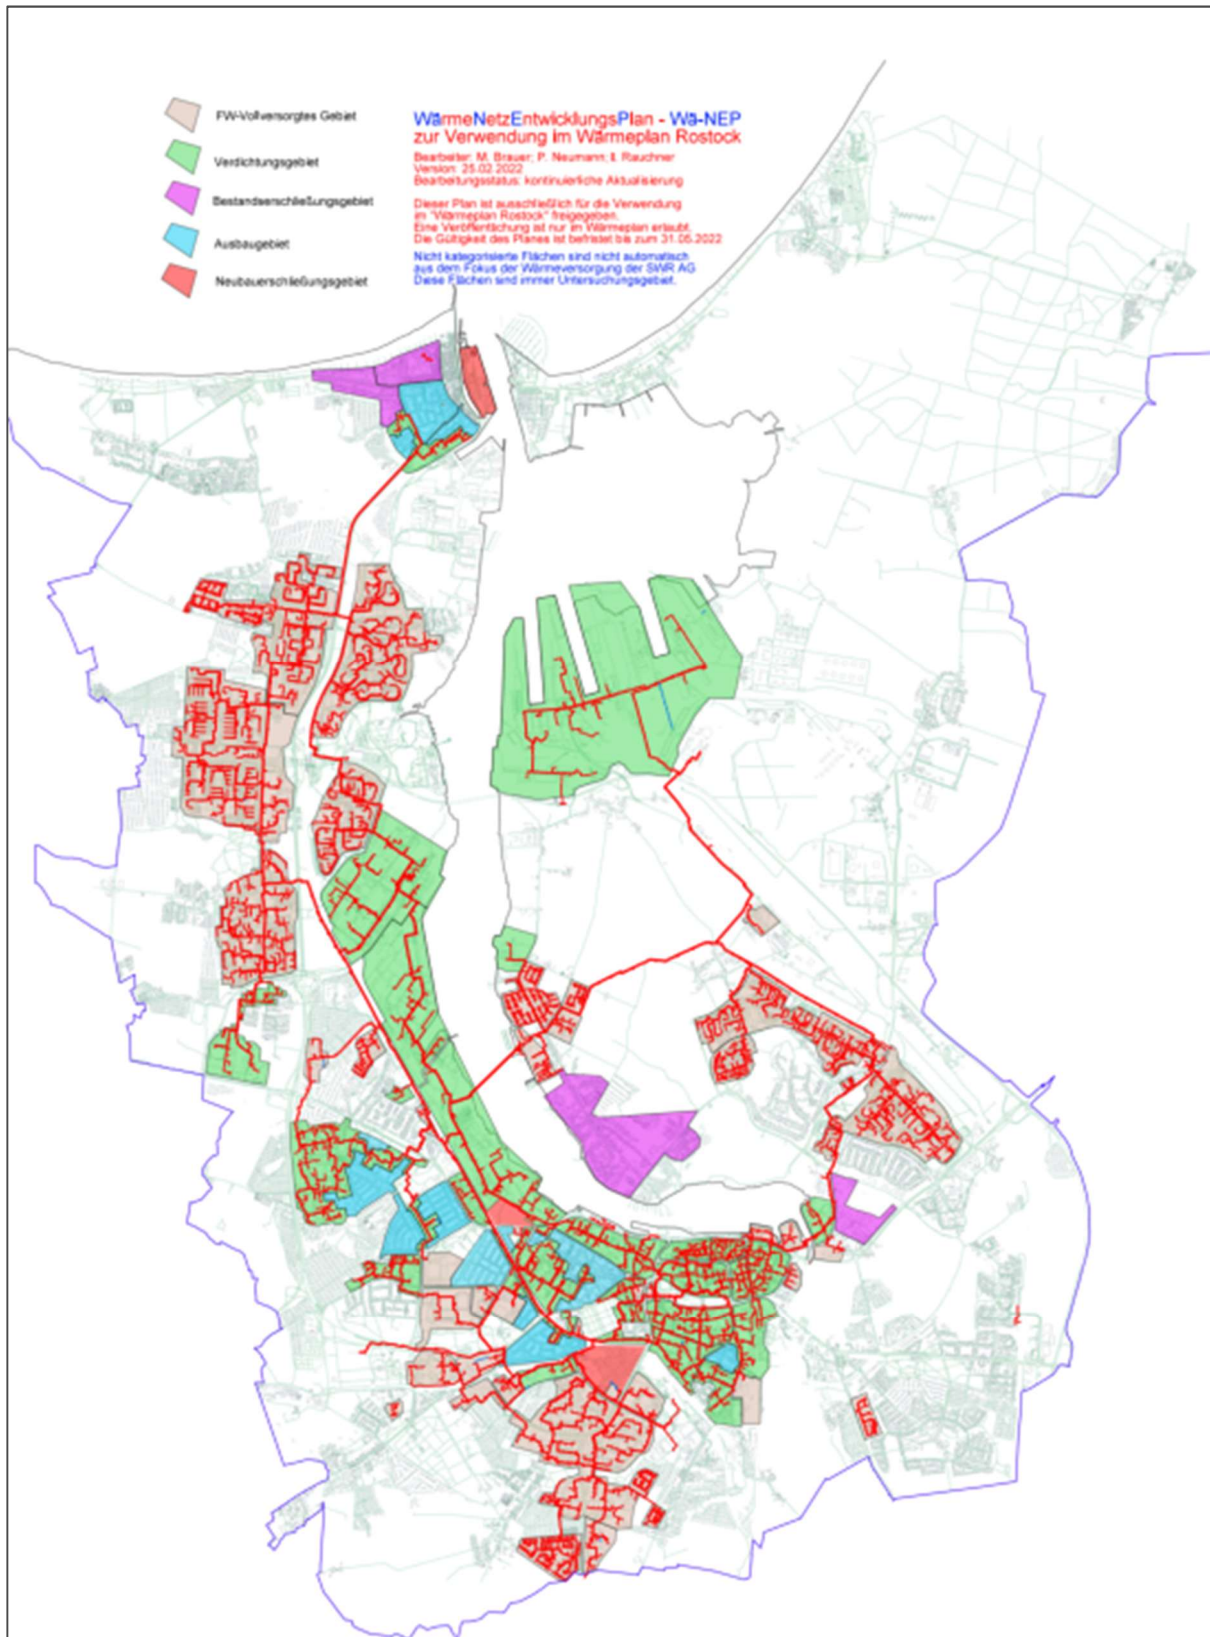 FW-Vollversorgtes Gebiet
Verdichtungsgebiet
Bestandserschließungsgebiet
Ausbaugebiet
Neubauerschließungsgebiet
WärmeNetzEntwicklungsPlan - Wä-NEP
zur Verwendung im Wärmeplan Rostock
Bearbeiter: M. Brauer; P. Neumann; Rauchner
Version: 25.02.2022
Bearbeitungsstatus: kontinuierliche Aktualisierung
Dieser Plan ist ausschließlich für die Verwendung
im "Wärmeplan Rostock" freigegeben.
Eine Veröffentlichung ist nur im Wärmeplan erlaubt.
Die Gültigkeit des Planes ist befristet bis zum 31.05.2022
Nicht kategorisierte Flächen sind nicht automatisch
aus dem Fokus der Wärmeversorgung der SWR AG
Diese Flächen sind immer Untersuchungsgebiet.